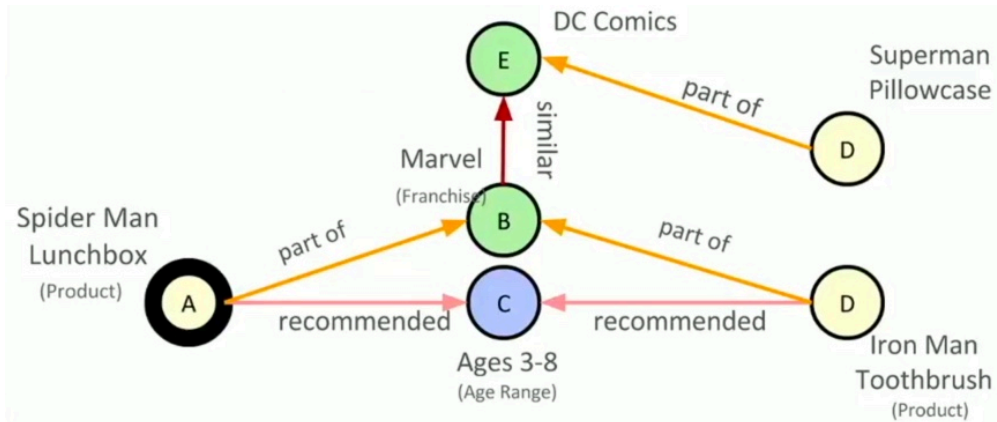 DC Comics
E
Superman
Pillowcase
part of
similar
D
Marvel
(Franchise)
B
Spider Man
Lunchbox
(Product)
part of
part of
A
C
D
recommended
recommended
Iron Man
Toothbrush
(Product)
Ages 3-8
(Age Range)